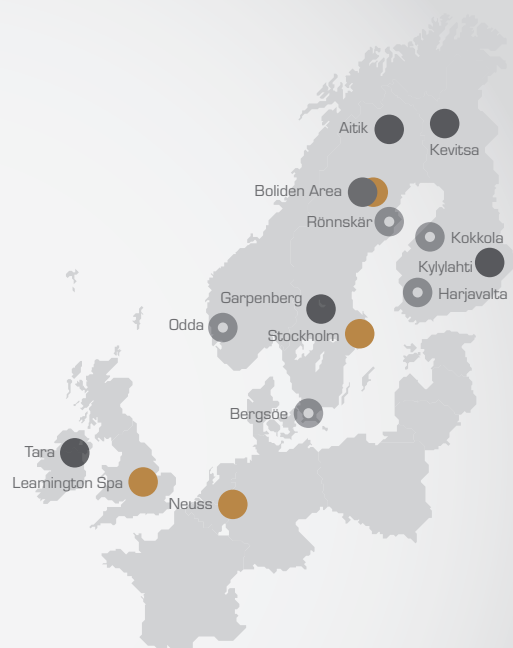 Aitik
Kevitsa
Boliden Area
Rönnskär
Kokkola
Kylylahti
Harjavalta
Garpenberg
Odda
Stockholm
Bergsöe
Tara
Leamington Spa
Neuss